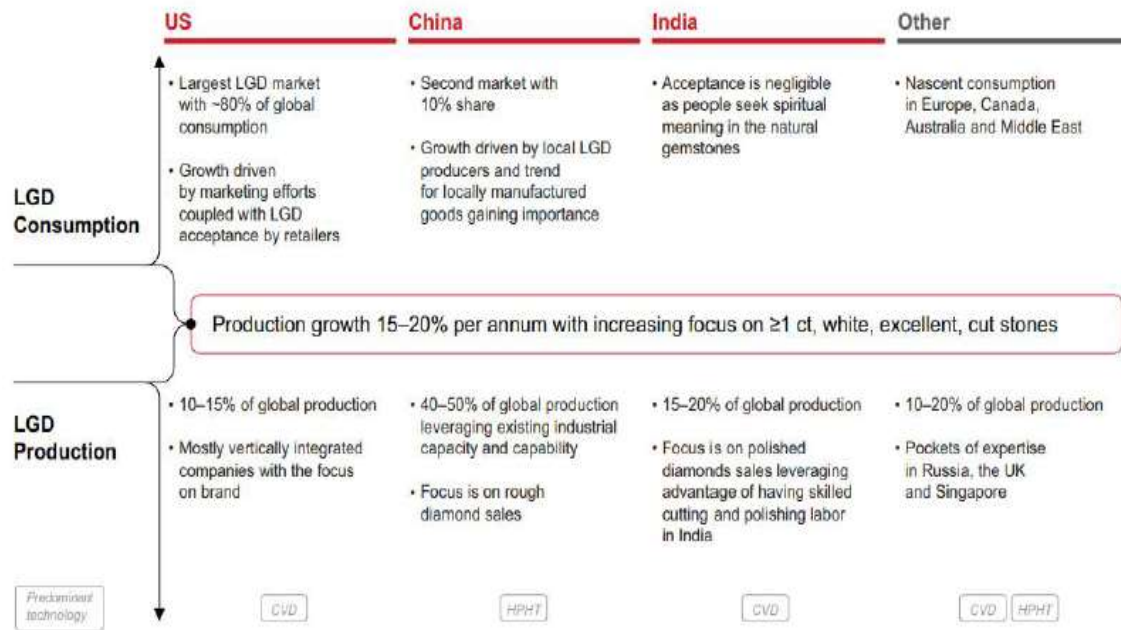 US
China
India
Other
LGD
Consumption
• Largest LGD market
with ~80% of global
consumption
• Growth driven
by marketing efforts
coupled with LGD
acceptance by retailers
• Second market with
10% share
• Growth driven by local LGD
producers and trend
for locally manufactured
goods gaining importance
• Acceptance is negligible
as people seek spiritual
meaning in the natural
gemstones
• Nascent consumption
in Europe, Canada,
Australia and Middle East
Production growth 15–20% per annum with increasing focus on ≥1 ct, white, excellent, cut stones
LGD
Production
• 10–15% of global production
• Mostly vertically integrated
companies with the focus
on brand
• 40–50% of global production
leveraging existing industrial
capacity and capability
• Focus is on rough
diamond sales
• 15–20% of global production
• Focus is on polished
diamonds sales leveraging
advantage of having skilled
cutting and polishing labor
in India
• 10–20% of global production
• Pockets of expertise
in Russia, the UK
and Singapore
Predominant
technology
CVD
HPHT
CVD
CVD
HPHT